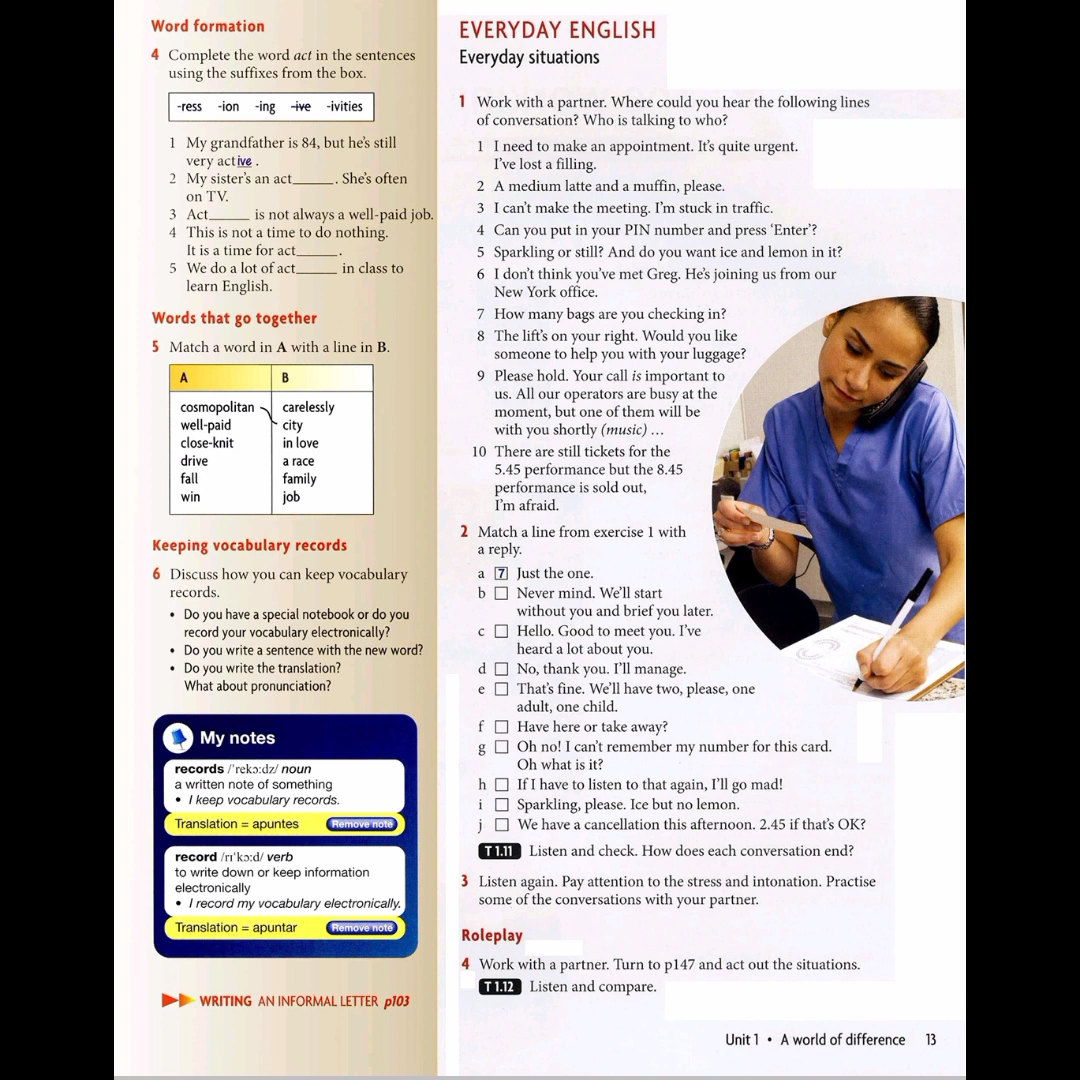 Word formation
4 Complete the word act in the sentences
using the suffixes from the box.
-ress -ion -ing -ive -ivities
1 My grandfather is 84, but he's still
very active .
2 My sister's an act______. She's often
on TV.
3 Act______ is not always a well-paid job.
4 This is not a time to do nothing.
It is a time for act______.
5 We do a lot of act______ in class to
learn English.
Words that go together
5 Match a word in A with a line in B.
A B
cosmopolitan carelessly
well-paid city
close-knit in love
drive a race
fall family
win job
Keeping vocabulary records
6 Discuss how you can keep vocabulary
records.
• Do you have a special notebook or do you
record your vocabulary electronically?
• Do you write a sentence with the new word?
• Do you write the translation?
What about pronunciation?
My notes
records /ˈrekɔːdz/ noun
a written note of something
• I keep vocabulary records.
Translation = apuntes Remove note
record /rɪˈkɔːd/ verb
to write down or keep information
electronically
• I record my vocabulary electronically.
Translation = apuntar Remove note
WRITING AN INFORMAL LETTER p103
EVERYDAY ENGLISH
Everyday situations
1 Work with a partner. Where could you hear the following lines
of conversation? Who is talking to who?
1 I need to make an appointment. It's quite urgent.
I've lost a filling.
2 A medium latte and a muffin, please.
3 I can't make the meeting. I'm stuck in traffic.
4 Can you put in your PIN number and press 'Enter'?
5 Sparkling or still? And do you want ice and lemon in it?
6 I don't think you've met Greg. He's joining us from our
New York office.
7 How many bags are you checking in?
8 The lift's on your right. Would you like
someone to help you with your luggage?
9 Please hold. Your call is important to
us. All our operators are busy at the
moment, but one of them will be
with you shortly (music) …
10 There are still tickets for the
5.45 performance but the 8.45
performance is sold out,
I'm afraid.
2 Match a line from exercise 1 with
a reply.
a 7 Just the one.
b Never mind. We'll start
without you and brief you later.
c Hello. Good to meet you. I've
heard a lot about you.
d No, thank you. I'll manage.
e That's fine. We'll have two, please, one
adult, one child.
f Have here or take away?
g Oh no! I can't remember my number for this card.
Oh what is it?
h If I have to listen to that again, I'll go mad!
i Sparkling, please. Ice but no lemon.
j We have a cancellation this afternoon. 2.45 if that's OK?
T 1.11 Listen and check. How does each conversation end?
3 Listen again. Pay attention to the stress and intonation. Practise
some of the conversations with your partner.
Roleplay
4 Work with a partner. Turn to p147 and act out the situations.
T 1.12 Listen and compare.
Unit 1 • A world of difference 13